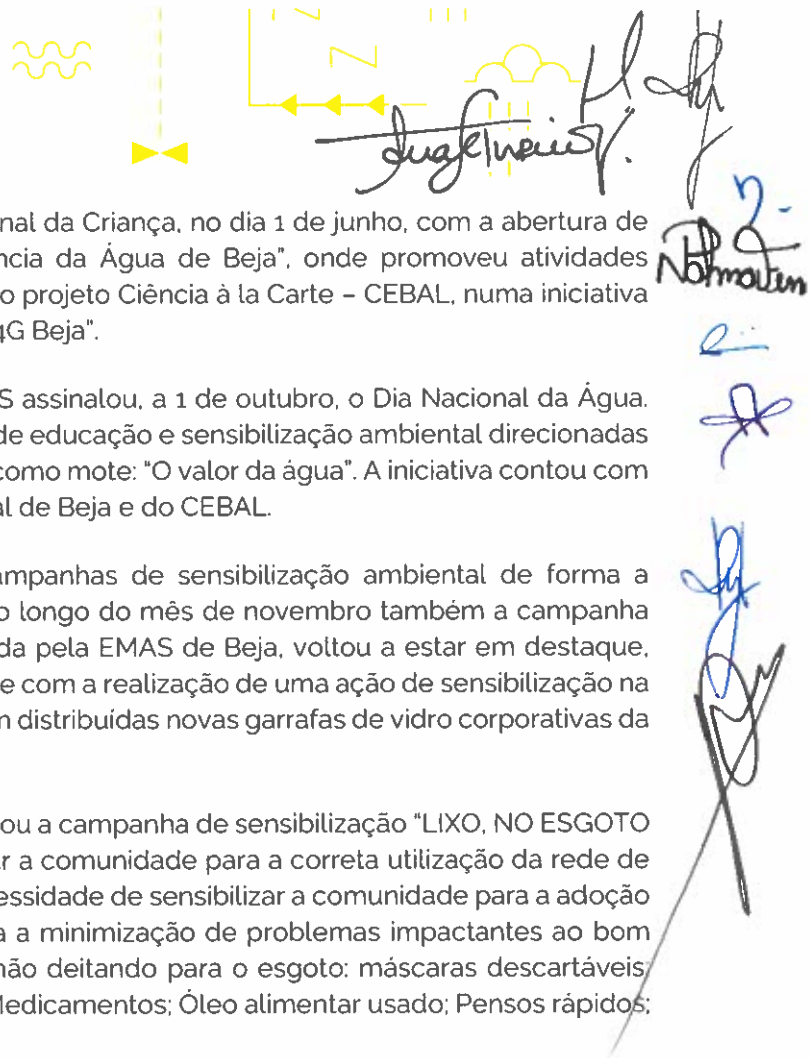 nal da Criança, no dia 1 de junho, com a abertura de
ncia da Água de Beja", onde promoveu atividades
o projeto Ciência à la Carte – CEBAL, numa iniciativa
4G Beja".
S assinalou, a 1 de outubro, o Dia Nacional da Água.
de educação e sensibilização ambiental direcionadas
como mote: "O valor da água". A iniciativa contou com
al de Beja e do CEBAL.
ampanhas de sensibilização ambiental de forma a
o longo do mês de novembro também a campanha
da pela EMAS de Beja, voltou a estar em destaque,
e com a realização de uma ação de sensibilização na
n distribuídas novas garrafas de vidro corporativas da
ou a campanha de sensibilização "LIXO, NO ESGOTO
r a comunidade para a correta utilização da rede de
essidade de sensibilizar a comunidade para a adoção
a a minimização de problemas impactantes ao bom
não deitando para o esgoto: máscaras descartáveis;
Medicamentos; Óleo alimentar usado; Pensos rápidos;